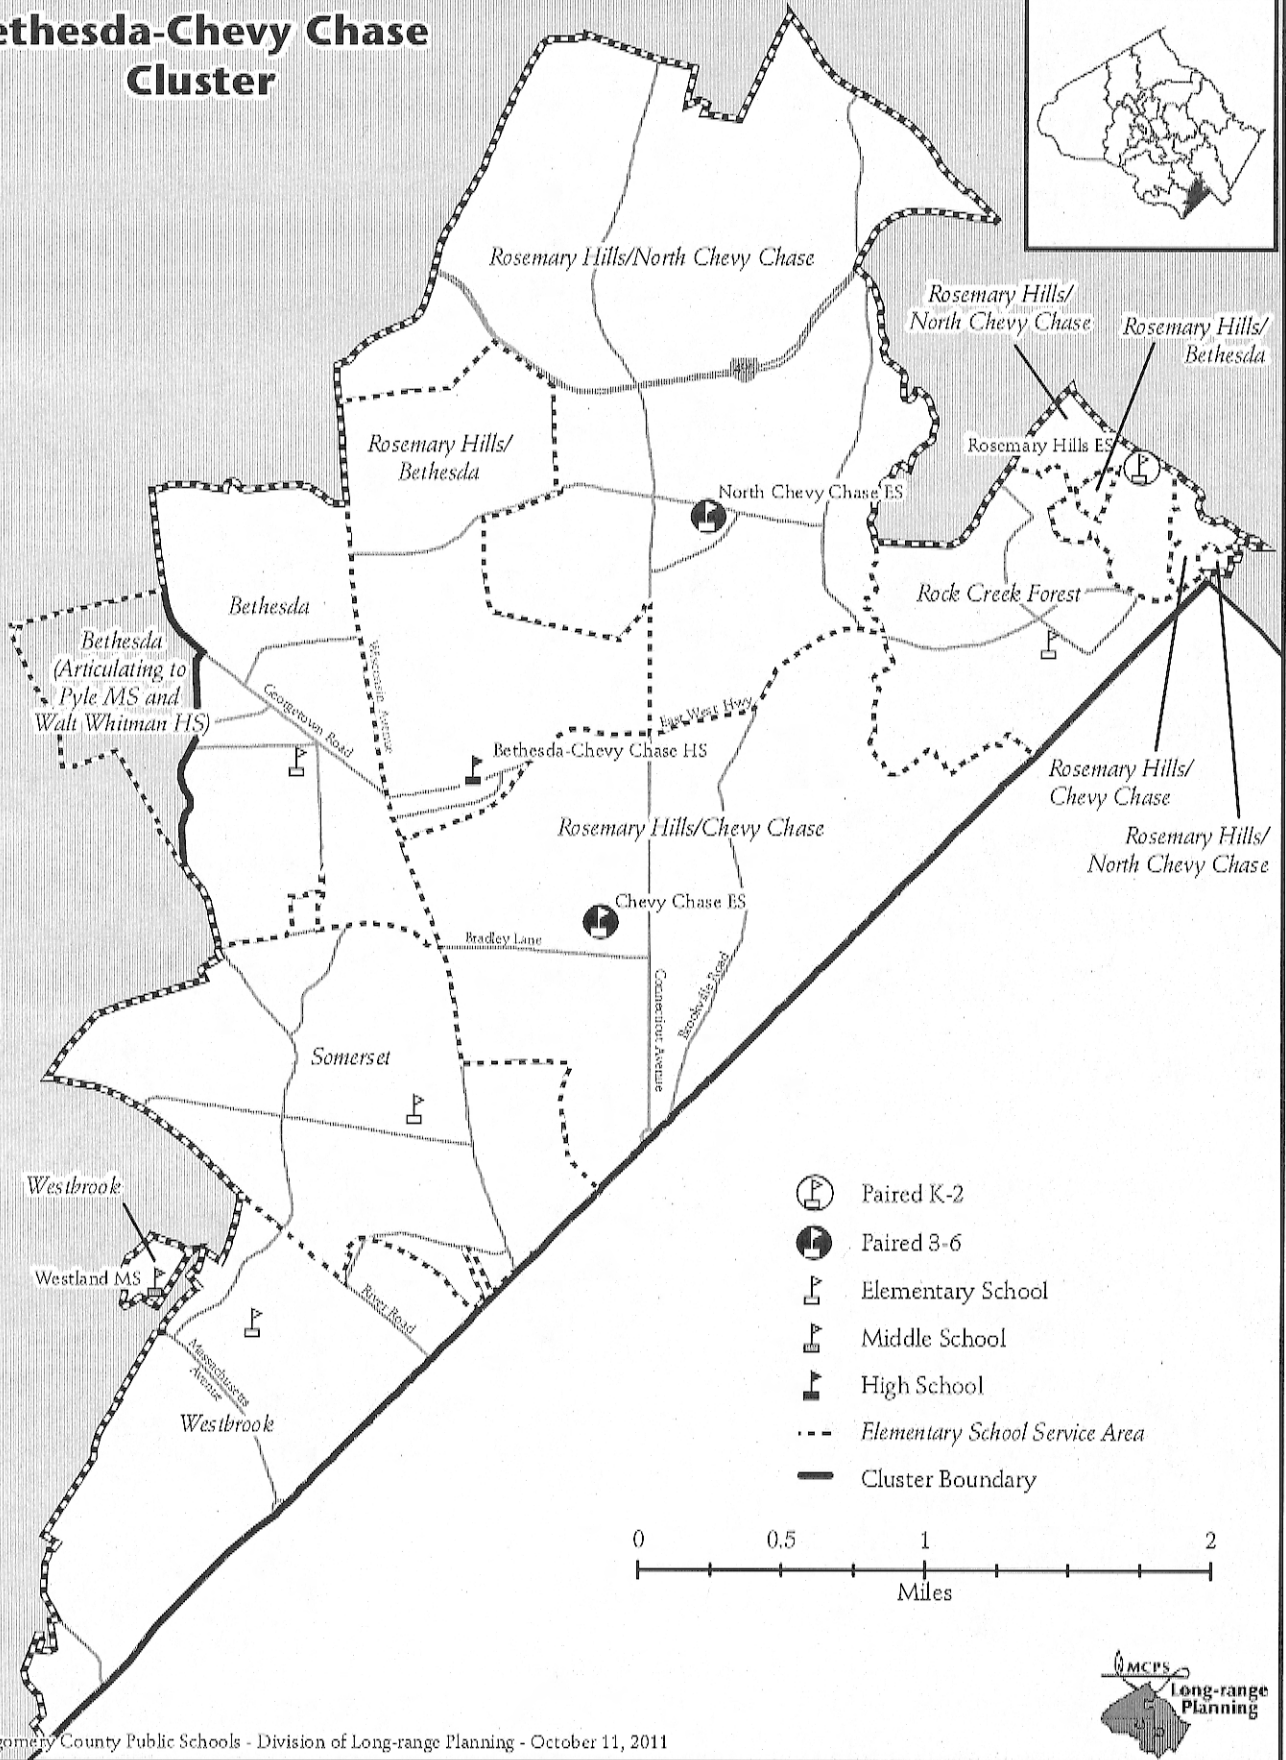 ethesda-Chevy Chase
Cluster
Rosemary Hills/North Chevy Chase
Rosemary Hills/
North Chevy Chase
Rosemary Hills/
Bethesda
Rosemary Hills ES
Rosemary Hills/
Bethesda
North Chevy Chase ES
Rock Creek Forest
Bethesda
Bethesda
(Articulating to
Pyle MS and
Walt Whitman HS)
Georgetown Road
Wisconsin Avenue
East West Hwy
Bethesda-Chevy Chase HS
Rosemary Hills/
Chevy Chase
Rosemary Hills/Chevy Chase
Rosemary Hills/
North Chevy Chase
Chevy Chase ES
Bradley Lane
Connecticut Avenue
Brookville Road
Somerset
Westbrook
Westland MS
River Road
Massachusetts
Avenue
Westbrook
Paired K-2
Paired 3-6
Elementary School
Middle School
High School
Elementary School Service Area
Cluster Boundary
0 0.5 1 2
Miles
MCPS
Long-range
Planning
gomery County Public Schools - Division of Long-range Planning - October 11, 2011